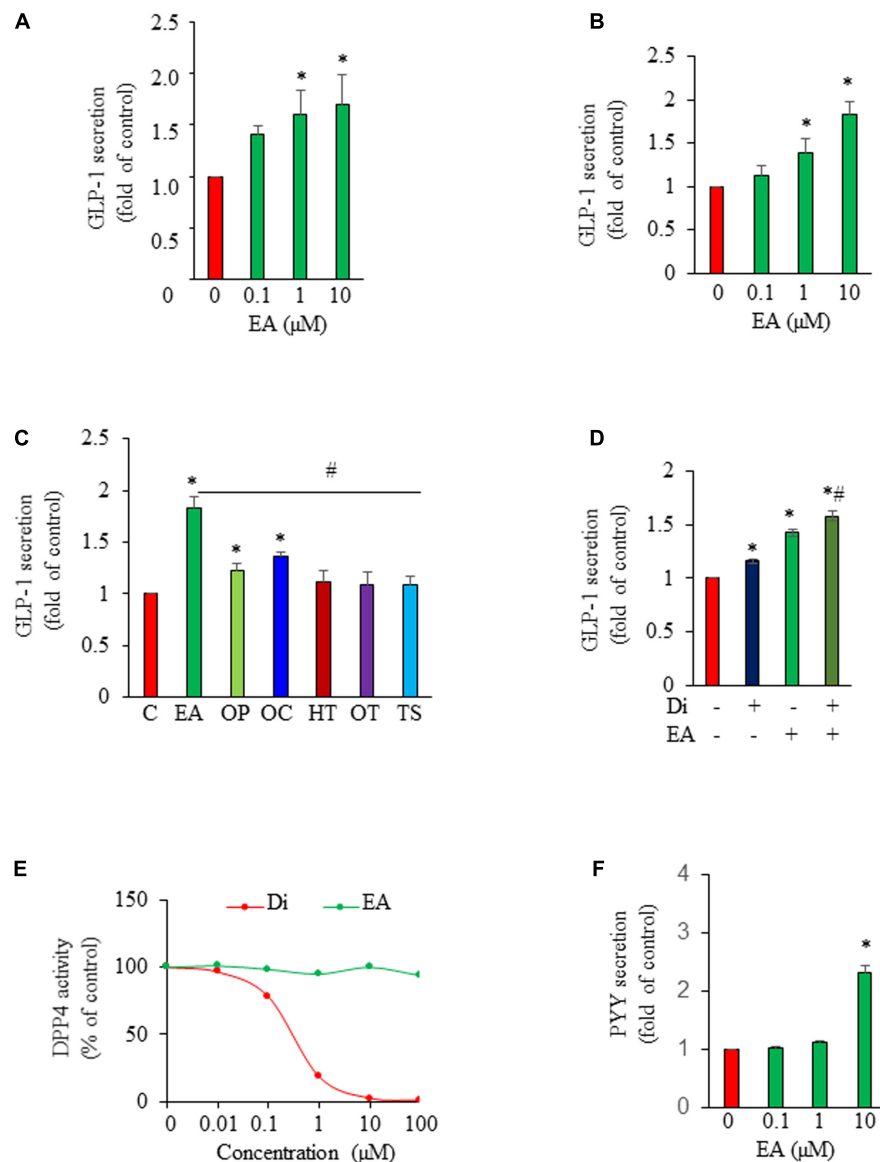 A
GLP-1 secretion
(fold of control)
2.5
2.0
1.5
1.0
0.5
0
*
*
0 0.1 1 10
EA (μM)
B
GLP-1 secretion
(fold of control)
2.5
2
1.5
1
0.5
0
*
*
0 0.1 1 10
EA (μM)
C
GLP-1 secretion
(fold of control)
2.5
2
1.5
1
0.5
0
#
*
*
*
C EA OP OC HT OT TS
D
GLP-1 secretion
(fold of control)
2
1.5
1
0.5
0
*
*
*#
Di - + - +
EA - - + +
E
DPP4 activity
(% of control)
150
100
50
0
Di EA
0 0.01 0.1 1 10 100
Concentration (μM)
F
PYY secretion
(fold of control)
4
3
2
1
0
*
0 0.1 1 10
EA (μM)